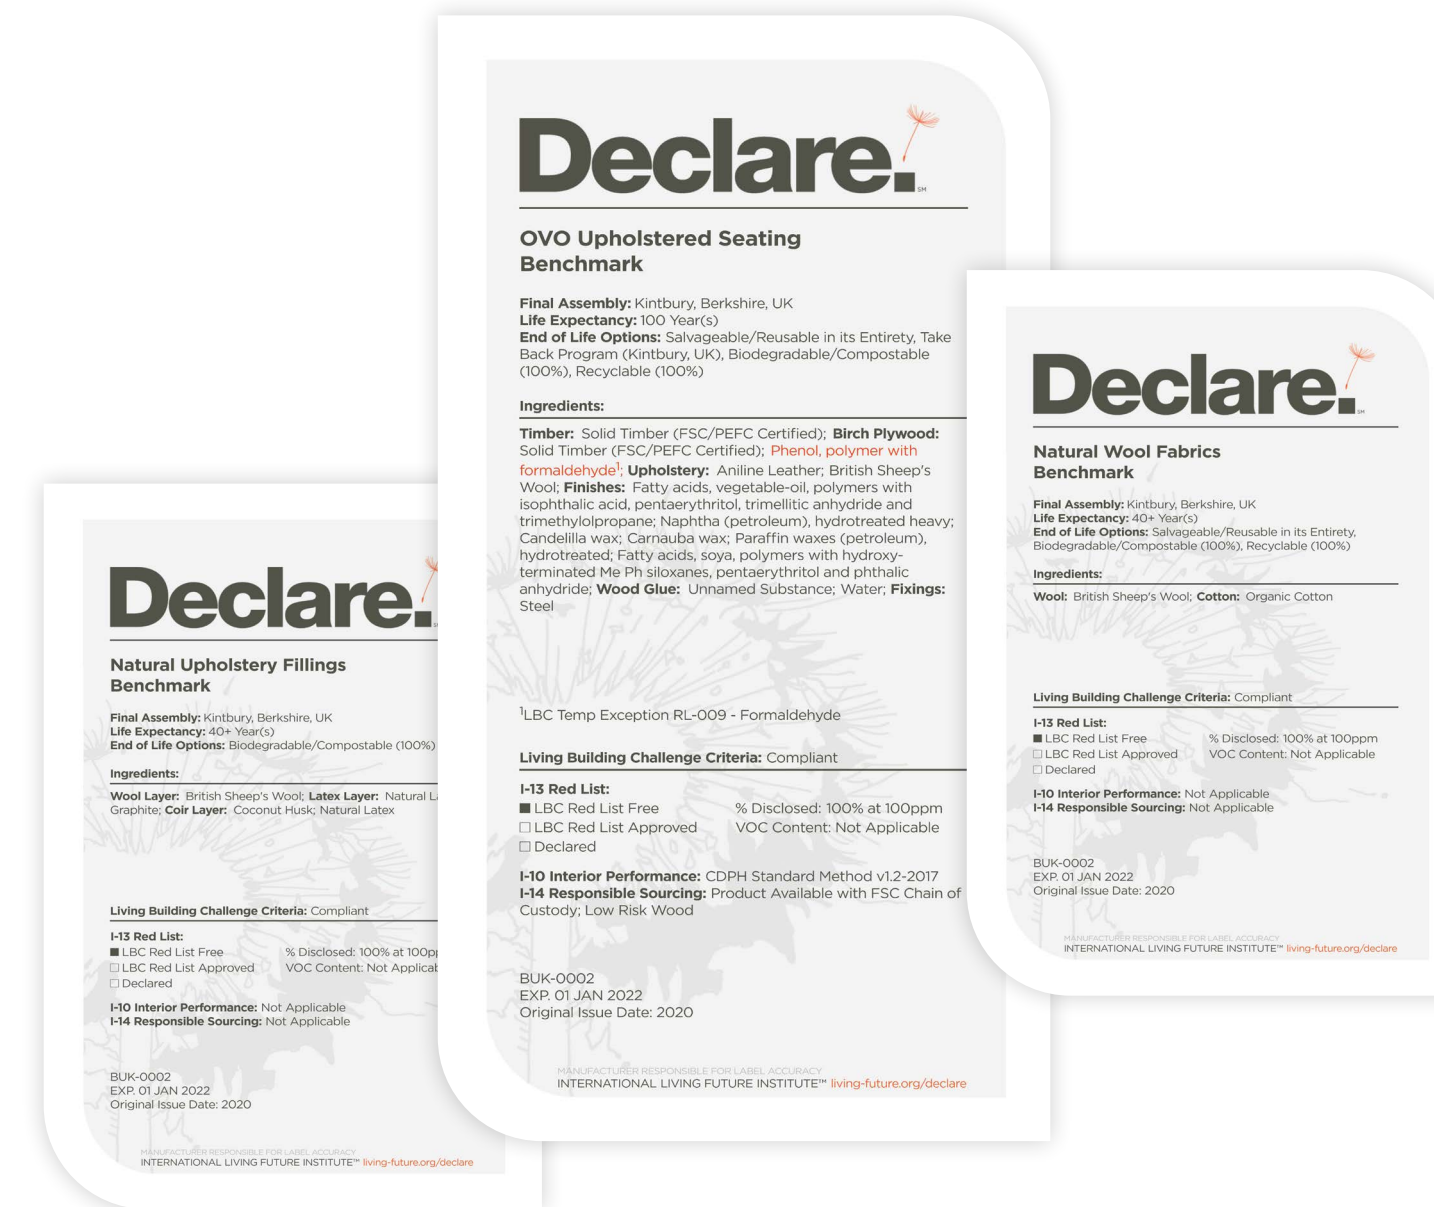 Declare.
SM
OVO Upholstered Seating
Benchmark
Final Assembly: Kintbury, Berkshire, UK
Life Expectancy: 100 Year(s)
End of Life Options: Salvageable/Reusable in its Entirety, Take
Back Program (Kintbury, UK), Biodegradable/Compostable
(100%), Recyclable (100%)
Ingredients:
Timber: Solid Timber (FSC/PEFC Certified); Birch Plywood:
Solid Timber (FSC/PEFC Certified); Phenol, polymer with
formaldehyde¹; Upholstery: Aniline Leather; British Sheep's
Wool; Finishes: Fatty acids, vegetable-oil, polymers with
isophthalic acid, pentaerythritol, trimellitic anhydride and
trimethylolpropane; Naphtha (petroleum), hydrotreated heavy;
Candelilla wax; Carnauba wax; Paraffin waxes (petroleum),
hydrotreated; Fatty acids, soya, polymers with hydroxy-
terminated Me Ph siloxanes, pentaerythritol and phthalic
anhydride; Wood Glue: Unnamed Substance; Water; Fixings:
Steel
¹LBC Temp Exception RL-009 - Formaldehyde
Living Building Challenge Criteria: Compliant
I-13 Red List:
LBC Red List Free % Disclosed: 100% at 100ppm
LBC Red List Approved VOC Content: Not Applicable
Declared
I-10 Interior Performance: CDPH Standard Method v1.2-2017
I-14 Responsible Sourcing: Product Available with FSC Chain of
Custody; Low Risk Wood
BUK-0002
EXP. 01 JAN 2022
Original Issue Date: 2020
MANUFACTURER RESPONSIBLE FOR LABEL ACCURACY
INTERNATIONAL LIVING FUTURE INSTITUTE™ living-future.org/declare
Declare.
SM
Natural Wool Fabrics
Benchmark
Final Assembly: Kintbury, Berkshire, UK
Life Expectancy: 40+ Year(s)
End of Life Options: Salvageable/Reusable in its Entirety,
Biodegradable/Compostable (100%), Recyclable (100%)
Ingredients:
Wool: British Sheep's Wool; Cotton: Organic Cotton
Living Building Challenge Criteria: Compliant
I-13 Red List:
LBC Red List Free % Disclosed: 100% at 100ppm
LBC Red List Approved VOC Content: Not Applicable
Declared
I-10 Interior Performance: Not Applicable
I-14 Responsible Sourcing: Not Applicable
BUK-0002
EXP. 01 JAN 2022
Original Issue Date: 2020
MANUFACTURER RESPONSIBLE FOR LABEL ACCURACY
INTERNATIONAL LIVING FUTURE INSTITUTE™ living-future.org/declare
Declare.
Natural Upholstery Fillings
Benchmark
Final Assembly: Kintbury, Berkshire, UK
Life Expectancy: 40+ Year(s)
End of Life Options: Biodegradable/Compostable (100%)
Ingredients:
Wool Layer: British Sheep's Wool; Latex Layer: Natural
Graphite; Coir Layer: Coconut Husk; Natural Latex
Living Building Challenge Criteria: Compliant
I-13 Red List:
LBC Red List Free % Disclosed: 100% at
LBC Red List Approved VOC Content: Not
Declared
I-10 Interior Performance: Not Applicable
I-14 Responsible Sourcing: Not Applicable
BUK-0002
EXP. 01 JAN 2022
Original Issue Date: 2020
MANUFACTURER RESPONSIBLE FOR LABEL ACCURACY
INTERNATIONAL LIVING FUTURE INSTITUTE™ living-future.org/declare